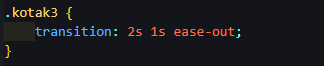 .kotak3 {
    transition: 2s 1s ease-out;
}